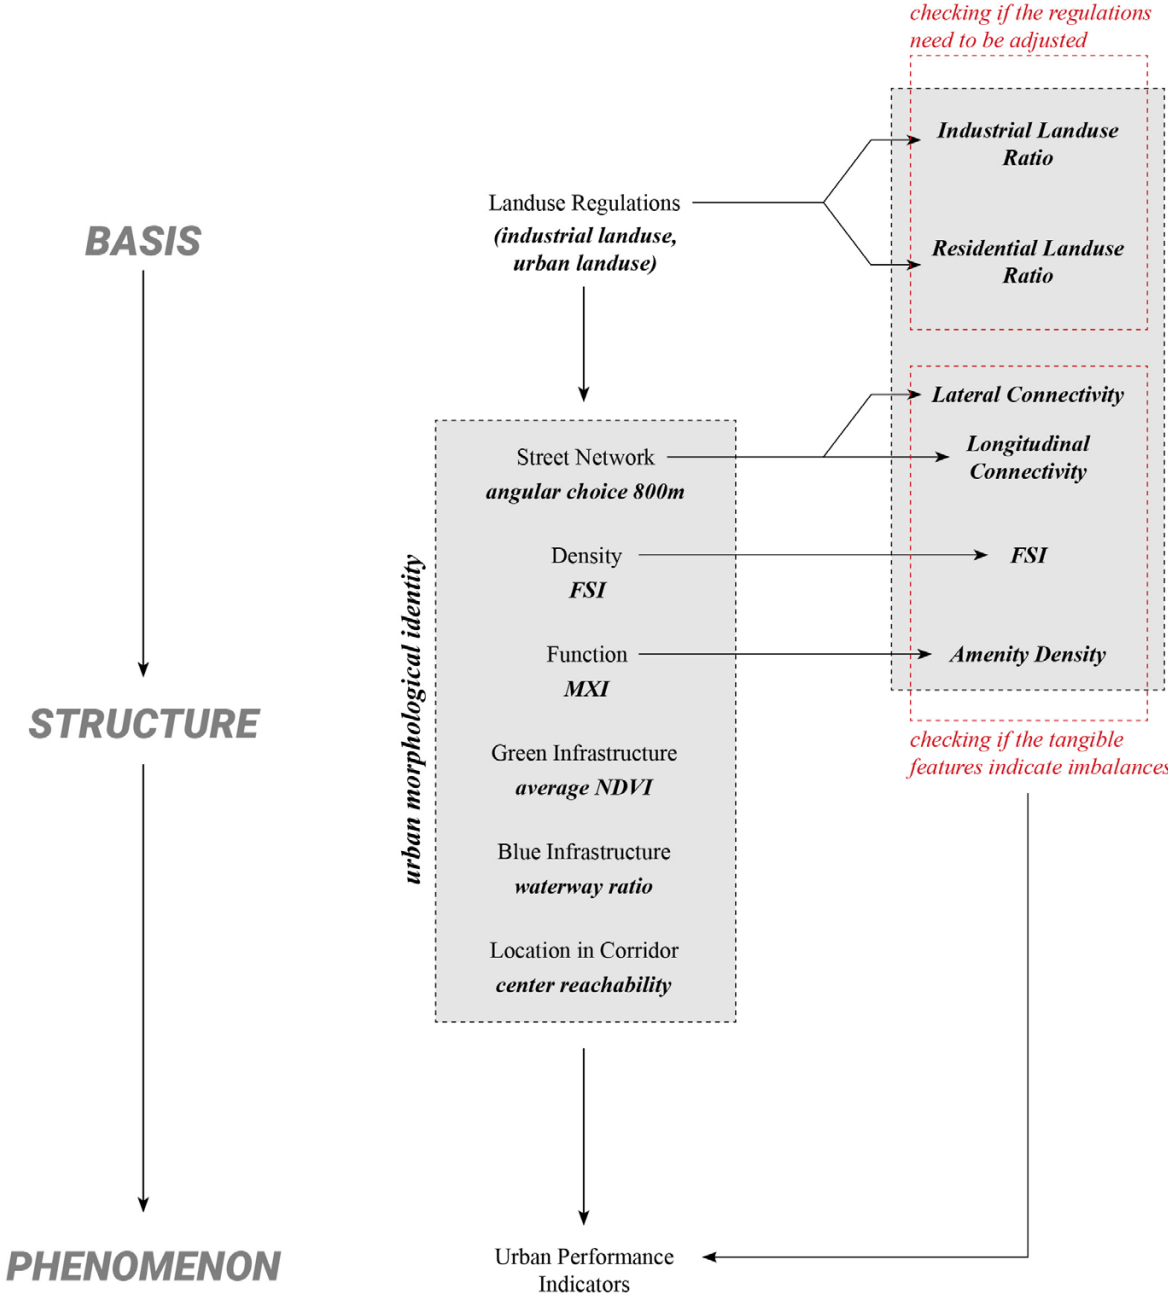 checking if the regulations
need to be adjusted
Industrial Landuse
Ratio
Landuse Regulations
(industrial landuse,
urban landuse)
BASIS
Residential Landuse
Ratio
Lateral Connectivity
Longitudinal
Connectivity
Street Network
angular choice 800m
Density
FSI
FSI
urban morphological identity
Function
MXI
Amenity Density
STRUCTURE
Green Infrastructure
average NDVI
checking if the tangible
features indicate imbalances
Blue Infrastructure
waterway ratio
Location in Corridor
center reachability
PHENOMENON
Urban Performance
Indicators